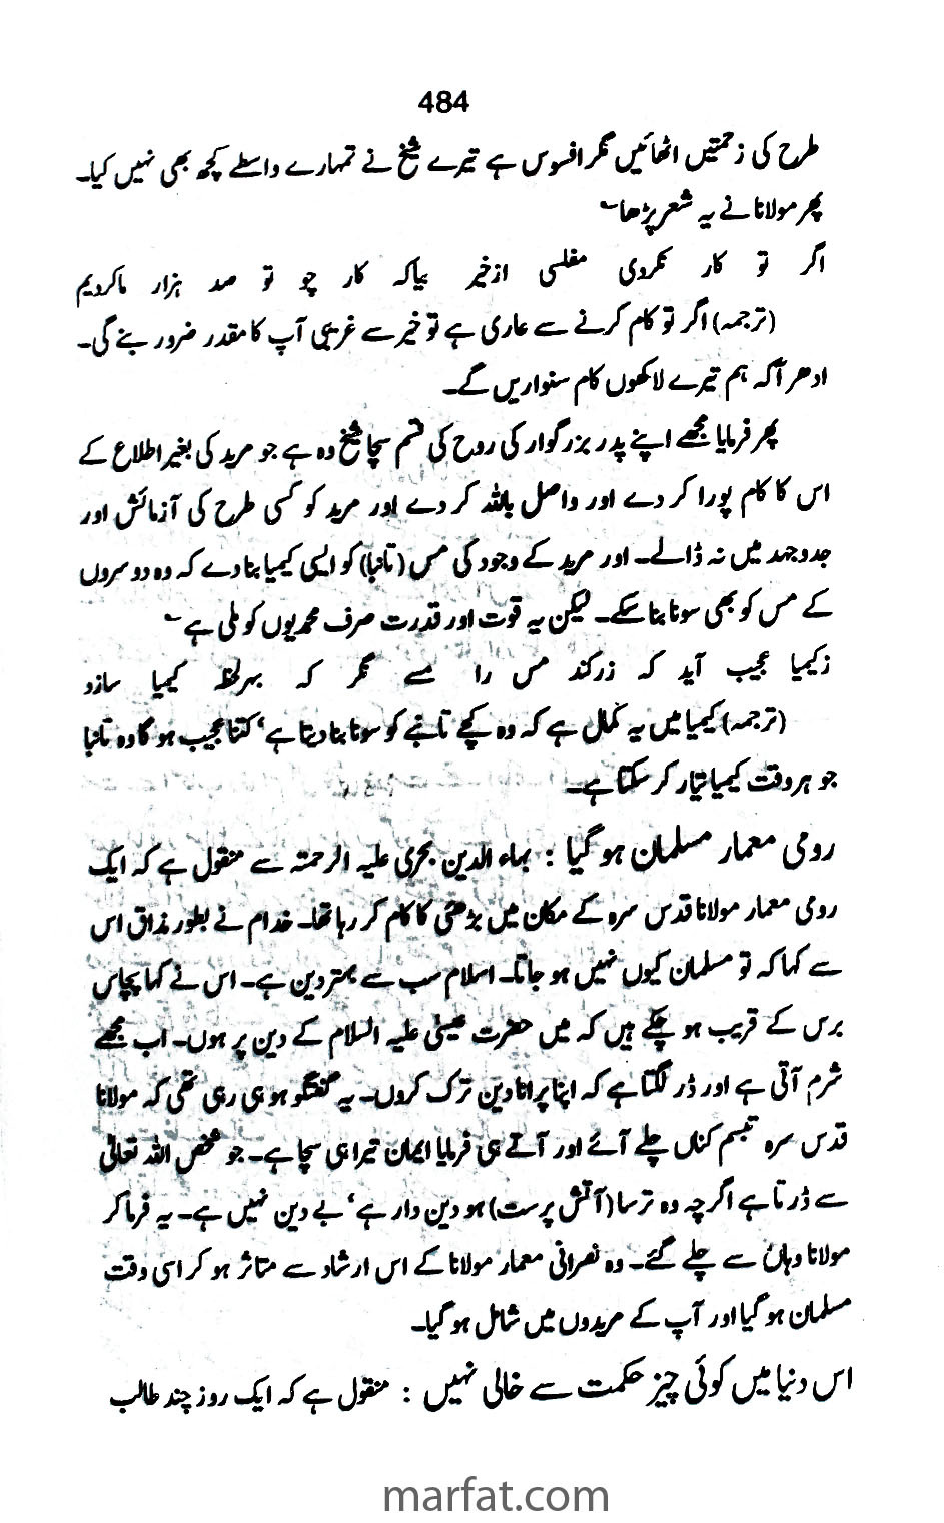 484
طرح کی زحمتیں اٹھائیں مگر افسوس ہے تیرے شیخ نے تمہارے واسطے کچھ بھی نہیں کیا۔
پھر مولانا نے یہ شعر پڑھا ؎
اگر تو کار نکردی مفلسی ازخیر بیاکہ کار چو تو صد ہزار ماکردیم
(ترجمہ) اگر تو کام کرنے سے عاری ہے تو خیر سے غریبی آپ کا مقدر ضرور بنے گی۔
ادھر آ کہ ہم تیرے لاکھوں کام سنواریں گے۔
پھر فرمایا مجھے اپنے پدر بزرگوار کی روح کی قسم سچا شیخ وہ ہے جو مرید کی بغیر اطلاع کے
اس کا کام پورا کر دے اور واصل باللہ کر دے اور مرید کو کسی طرح کی آزمائش اور
جدوجہد میں نہ ڈالے۔ اور مرید کے وجود کی مس (تانبا) کو ایسی کیمیا بنا دے کہ وہ دوسروں
کے مس کو بھی سونا بنا سکے۔ لیکن یہ قوت اور قدرت صرف محمدیوں کو ملی ہے ؎
زکیمیا عجیب آید کہ زرکند مس را مسے نگر کہ بہرلحظہ کیمیا سازد
(ترجمہ) کیمیا میں یہ کمال ہے کہ وہ کچے تانبے کو سونا بنا دیتا ہے‘ کتنا عجیب ہو گا وہ تانبا
جو ہر وقت کیمیا تیار کر سکتا ہے۔
رومی معمار مسلمان ہو گیا : بہاء الدین بحری علیہ الرحمتہ سے منقول ہے کہ ایک
رومی معمار مولانا قدس سرہ کے مکان میں بڑھئی کا کام کر رہا تھا۔ خدام نے بطور مذاق اس
سے کہا کہ تو مسلمان کیوں نہیں ہو جاتا۔ اسلام سب سے بہتر دین ہے۔ اس نے کہا پچاس
برس کے قریب ہو چکے ہیں کہ میں حضرت عیسیٰ علیہ السلام کے دین پر ہوں۔ اب مجھے
شرم آتی ہے اور ڈر لگتا ہے کہ اپنا پرانا دین ترک کروں۔ یہ گفتگو ہو ہی رہی تھی کہ مولانا
قدس سرہ تبسم کناں چلے آئے اور آتے ہی فرمایا ایمان تیرا ہی سچا ہے۔ جو شخص اللہ تعالیٰ
سے ڈرتا ہے اگرچہ وہ ترسا (آتش پرست) ہو دین دار ہے‘ بے دین نہیں ہے۔ یہ فرما کر
مولانا وہاں سے چلے گئے۔ وہ نصرانی معمار مولانا کے اس ارشاد سے متاثر ہو کر اسی وقت
مسلمان ہو گیا اور آپ کے مریدوں میں شامل ہو گیا۔
اس دنیا میں کوئی چیز حکمت سے خالی نہیں : منقول ہے کہ ایک روز چند طالب
marfat.com